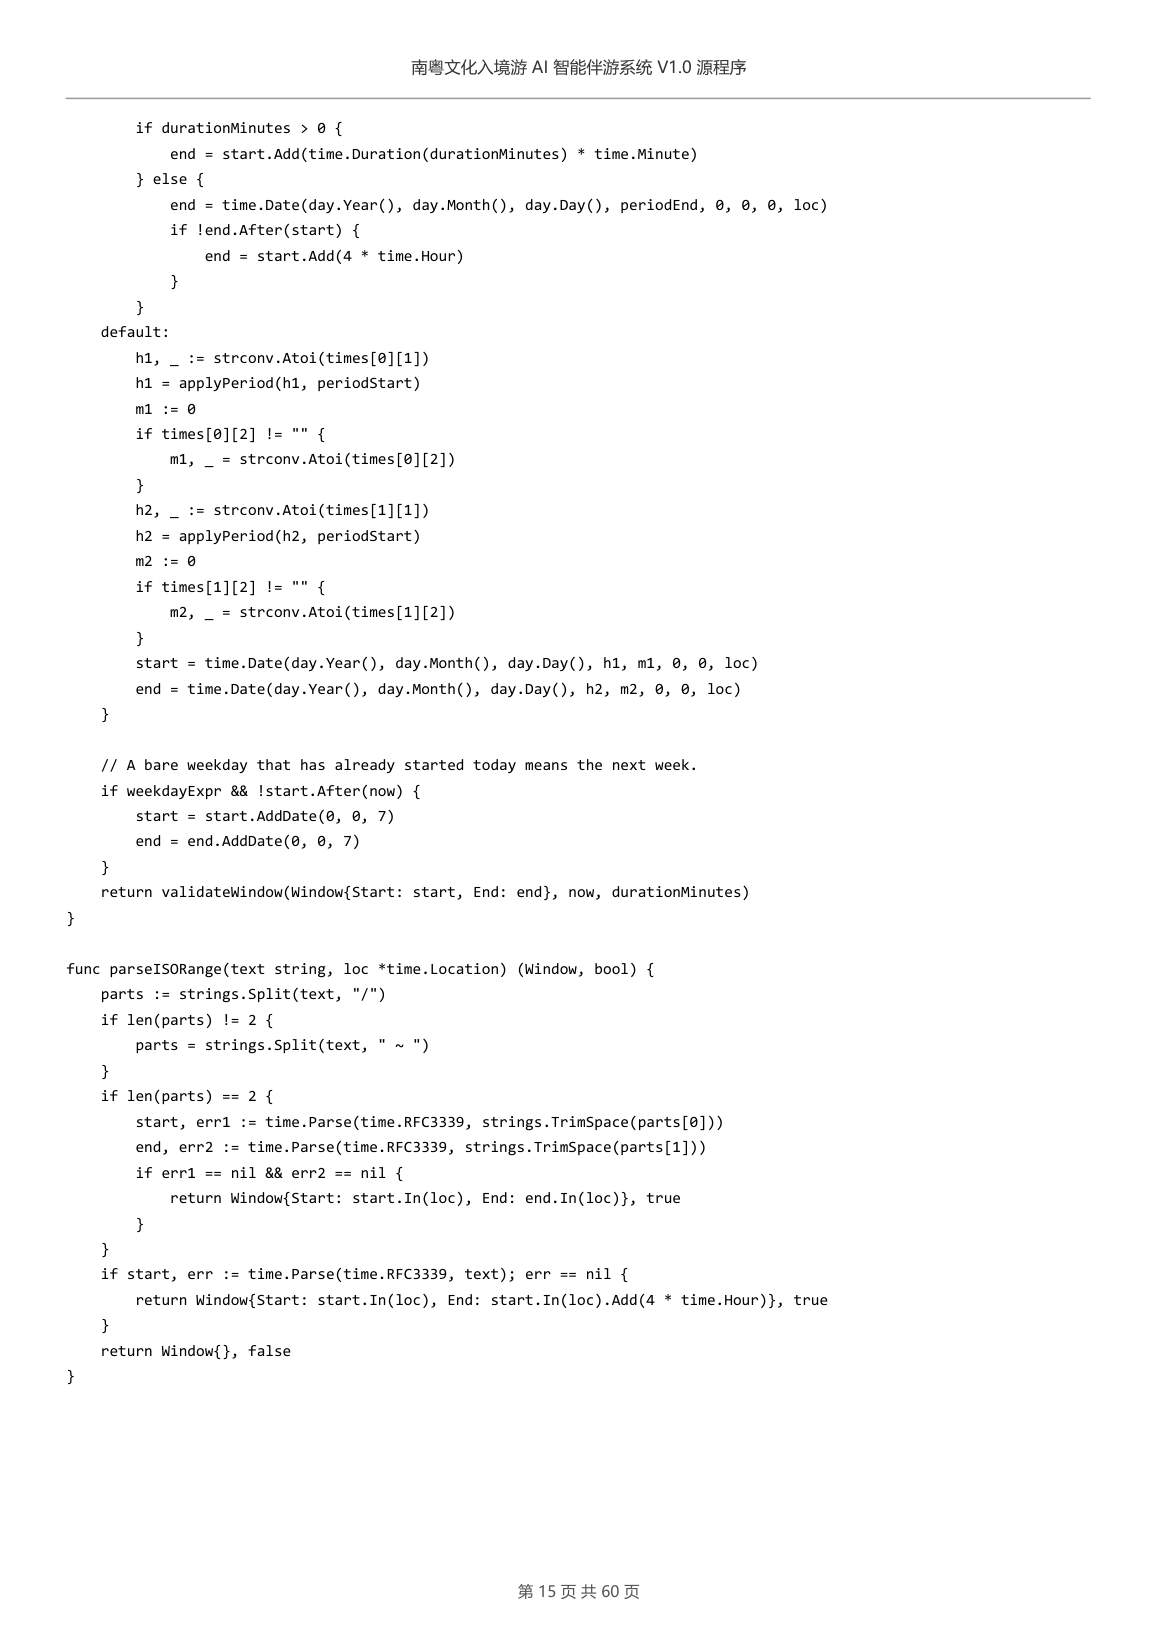 南粤文化入境游 AI 智能伴游系统 V1.0 源程序
        if durationMinutes > 0 {
            end = start.Add(time.Duration(durationMinutes) * time.Minute)
        } else {
            end = time.Date(day.Year(), day.Month(), day.Day(), periodEnd, 0, 0, 0, loc)
            if !end.After(start) {
                end = start.Add(4 * time.Hour)
            }
        }
    default:
        h1, _ := strconv.Atoi(times[0][1])
        h1 = applyPeriod(h1, periodStart)
        m1 := 0
        if times[0][2] != "" {
            m1, _ = strconv.Atoi(times[0][2])
        }
        h2, _ := strconv.Atoi(times[1][1])
        h2 = applyPeriod(h2, periodStart)
        m2 := 0
        if times[1][2] != "" {
            m2, _ = strconv.Atoi(times[1][2])
        }
        start = time.Date(day.Year(), day.Month(), day.Day(), h1, m1, 0, 0, loc)
        end = time.Date(day.Year(), day.Month(), day.Day(), h2, m2, 0, 0, loc)
    }

    // A bare weekday that has already started today means the next week.
    if weekdayExpr && !start.After(now) {
        start = start.AddDate(0, 0, 7)
        end = end.AddDate(0, 0, 7)
    }
    return validateWindow(Window{Start: start, End: end}, now, durationMinutes)
}

func parseISORange(text string, loc *time.Location) (Window, bool) {
    parts := strings.Split(text, "/")
    if len(parts) != 2 {
        parts = strings.Split(text, " ~ ")
    }
    if len(parts) == 2 {
        start, err1 := time.Parse(time.RFC3339, strings.TrimSpace(parts[0]))
        end, err2 := time.Parse(time.RFC3339, strings.TrimSpace(parts[1]))
        if err1 == nil && err2 == nil {
            return Window{Start: start.In(loc), End: end.In(loc)}, true
        }
    }
    if start, err := time.Parse(time.RFC3339, text); err == nil {
        return Window{Start: start.In(loc), End: start.In(loc).Add(4 * time.Hour)}, true
    }
    return Window{}, false
}
第 15 页 共 60 页